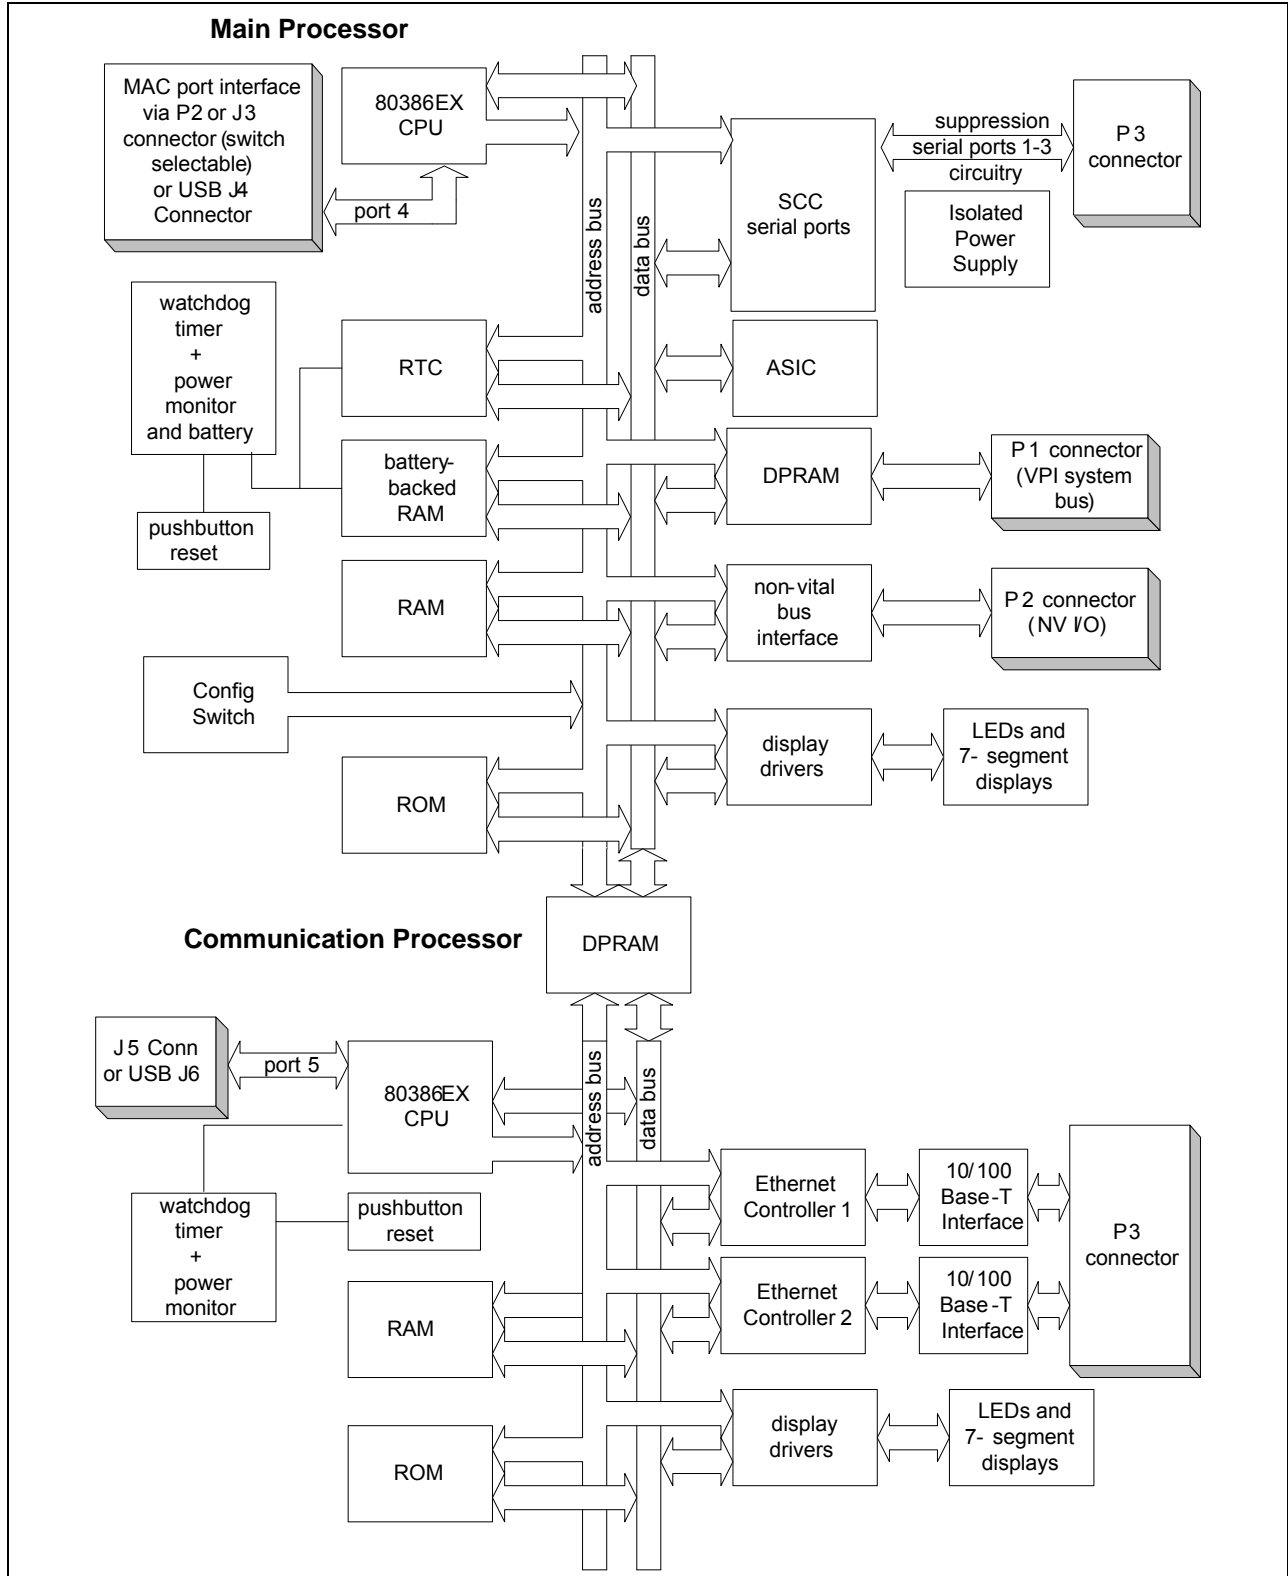 Main Processor
MAC port interface
via P2 or J3
connector (switch
selectable)
or USB J4
Connector
port 4
80386EX
CPU
address bus
data bus
SCC
serial ports
suppression
serial ports 1-3
circuitry
P3
connector
Isolated
Power
Supply
watchdog
timer
+
power
monitor
and battery
pushbutton
reset
RTC
ASIC
battery-
backed
RAM
DPRAM
P1 connector
(VPI system
bus)
RAM
non-vital
bus
interface
P2 connector
(NV I/O)
Config
Switch
display
drivers
LEDs and
7- segment
displays
ROM
DPRAM
Communication Processor
J5 Conn
or USB J6
port 5
80386EX
CPU
address bus
data bus
watchdog
timer
+
power
monitor
pushbutton
reset
Ethernet
Controller 1
10/100
Base-T
Interface
P3
connector
Ethernet
Controller 2
10/100
Base-T
Interface
RAM
display
drivers
LEDs and
7- segment
displays
ROM